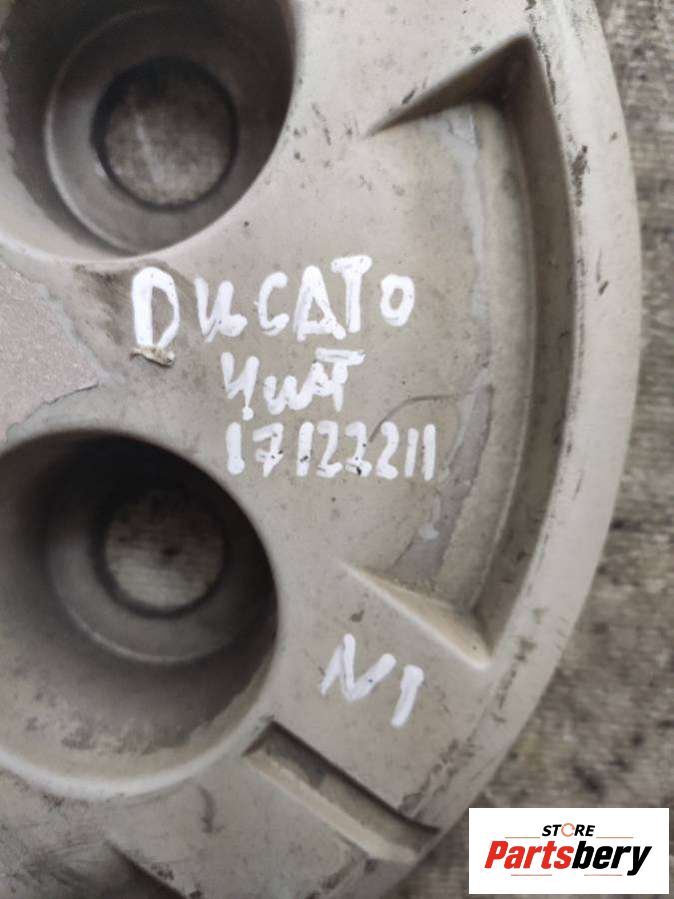 DUCATO
4шт
17122211
N1
STORE
Partsbery